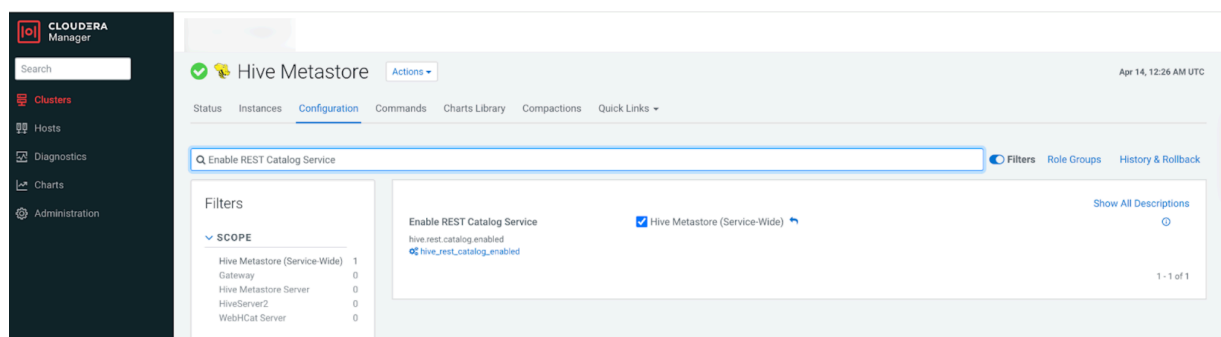 CLOUDERA
Manager
Search
Clusters
Hosts
Diagnostics
Charts
Administration
Hive Metastore
Actions
Apr 14, 12:26 AM UTC
Status Instances Configuration Commands Charts Library Compactions Quick Links
Enable REST Catalog Service
Filters Role Groups History & Rollback
Filters
SCOPE
Hive Metastore (Service-Wide) 1
Gateway 0
Hive Metastore Server 0
HiveServer2 0
WebHCat Server 0
Show All Descriptions
Enable REST Catalog Service Hive Metastore (Service-Wide)
hive.rest.catalog.enabled
hive_rest_catalog_enabled
1 - 1 of 1